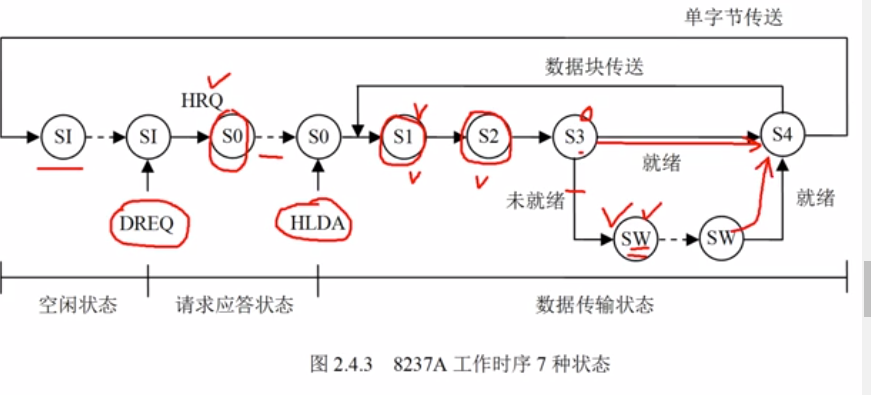 单字节传送
数据块传送
HRQ
SI SI S0 S0 S1 S2 S3 S4
就绪
未就绪 就绪
DREQ HLDA SW SW
空闲状态 请求应答状态 数据传输状态
图 2.4.3 8237A 工作时序 7 种状态